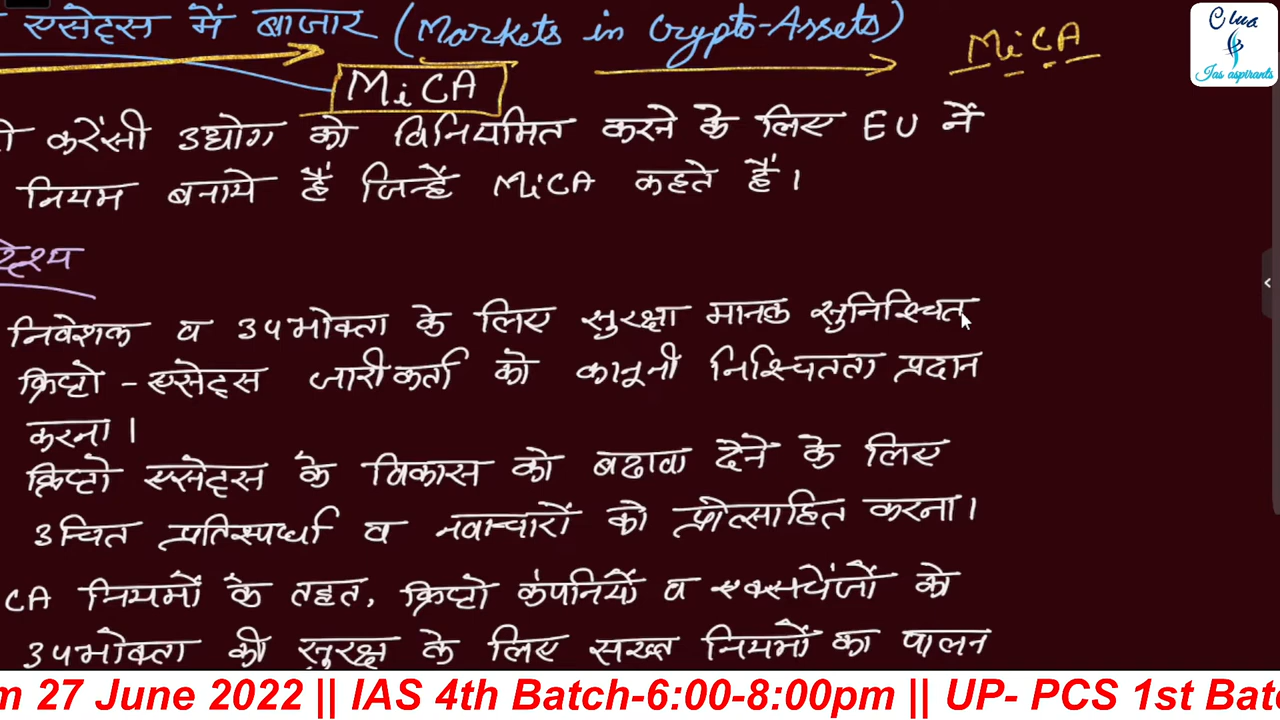 एसेट्स में बाजार (Markets in Crypto-Assets)
MiCA
MiCA
Clua
Ias aspirants
करेंसी उद्योग को विनियमित करने के लिए EU में
नियम बनाये हैं जिन्हें MiCA कहते हैं।
निवेशक व उपभोक्ता के लिए सुरक्षा मानक सुनिश्चित
क्रिप्टो - एसेट्स जारीकर्ता को कानूनी निश्चितता प्रदान
करना।
क्रिप्टो एसेट्स के विकास को बढावा देने के लिए
उचित प्रतिस्पर्धा व नवाचारों को प्रोत्साहित करना।
CA नियमों के तहत, क्रिप्टो कंपनियों व एक्सचेंजों को
उपभोक्ता की सुरक्ष के लिए सख्त नियमों का पालन
m 27 June 2022 || IAS 4th Batch-6:00-8:00pm || UP- PCS 1st Batc